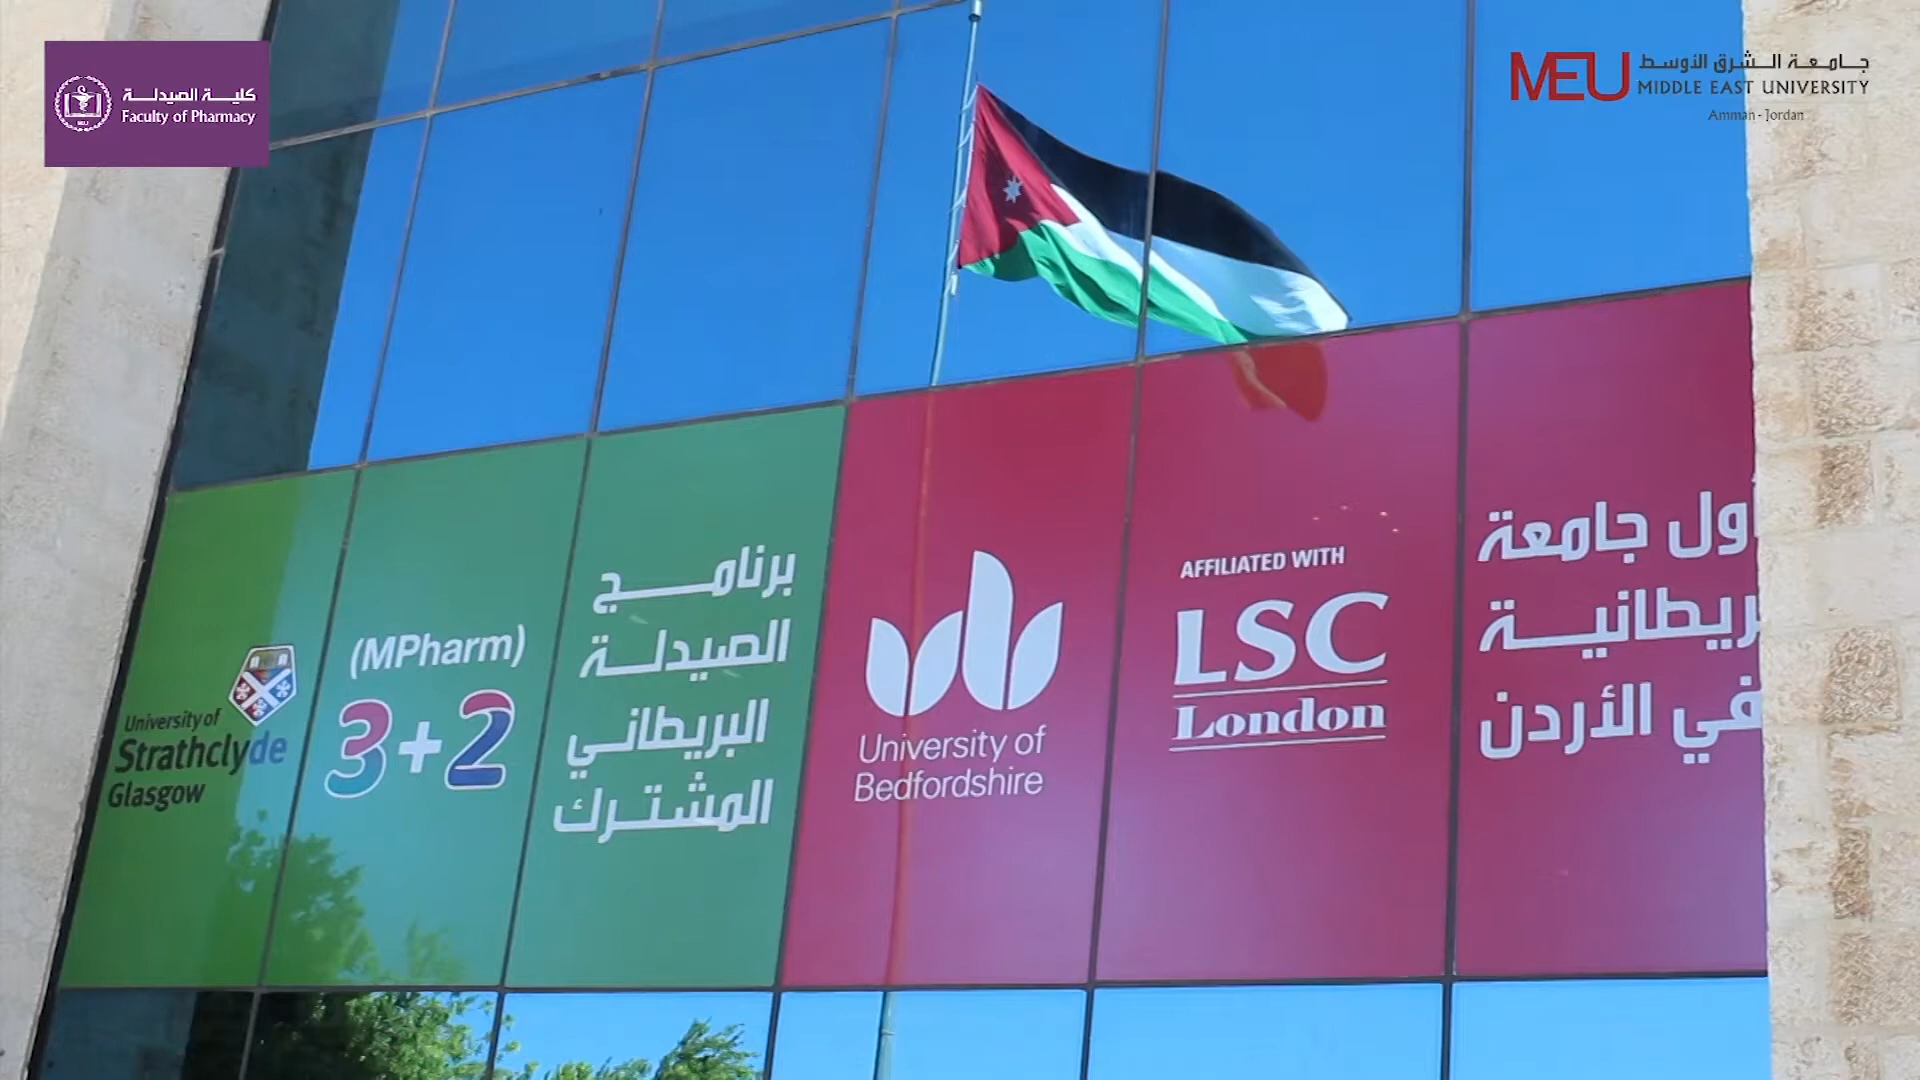 كلية الصيدلة
Faculty of Pharmacy
MEU
MEU
جامعة الشرق الأوسط
MIDDLE EAST UNIVERSITY
Amman - Jordan
University of
Strathclyde
Glasgow
(MPharm)
3+2
برنامج
الصيدلة
البريطاني
المشترك
University of
Bedfordshire
AFFILIATED WITH
LSC
London
أول جامعة
بريطانية
في الأردن